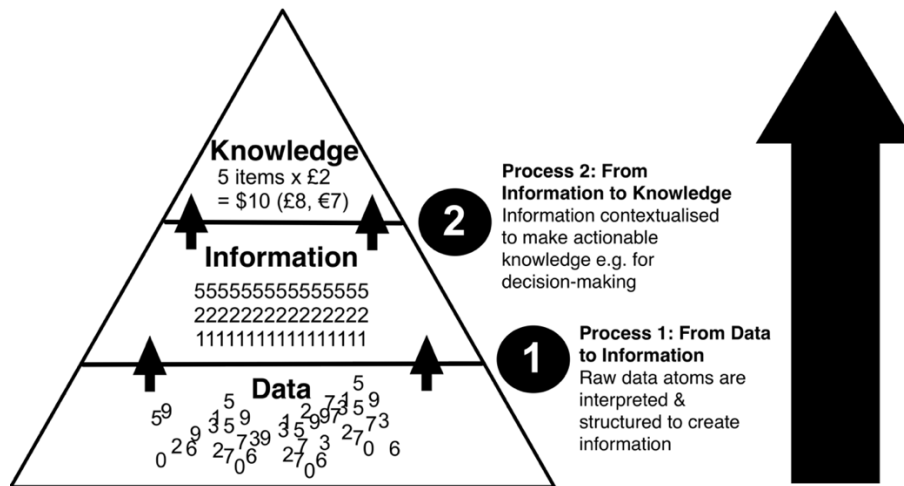 Knowledge
5 items x £2
= $10 (£8, €7)
2
Process 2: From
Information to Knowledge
Information contextualised
to make actionable
knowledge e.g. for
decision-making
Information
5555555555555555
2222222222222222
1111111111111111
1
Process 1: From Data
to Information
Raw data atoms are
interpreted &
structured to create
information
Data